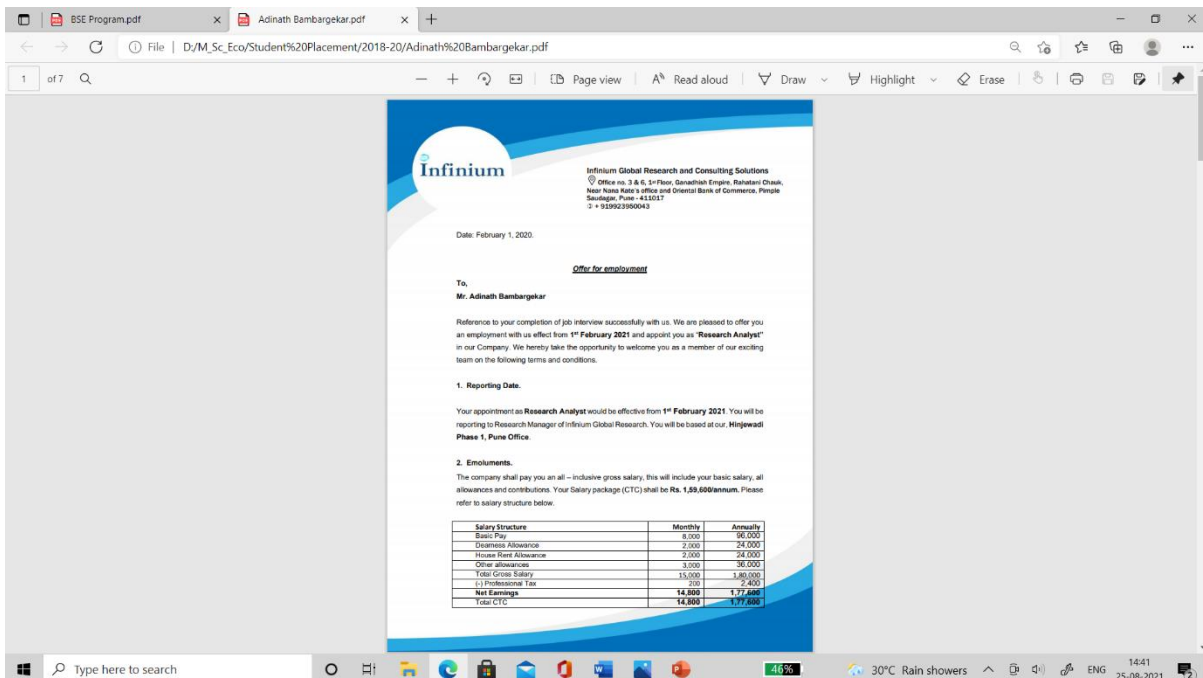 BSE Program.pdf
Adinath Bambargekar.pdf
File | D:/M_Sc_Eco/Student%20Placement/2018-20/Adinath%20Bambargekar.pdf
1 of 7 Page view Read aloud Draw Highlight Erase
Infinium
Infinium Global Research and Consulting Solutions
Office no. 3 & 6, 1st Floor, Ganadhish Empire, Rahatani Chauk,
Near Nana Kate's office and Oriental Bank of Commerce, Pimple
Saudagar, Pune - 411017
+ 919923950043
Date: February 1, 2020.
Offer for employment
To,
Mr. Adinath Bambargekar
Reference to your completion of job interview successfully with us. We are pleased to offer you
an employment with us effect from 1st February 2021 and appoint you as "Research Analyst"
in our Company. We hereby take the opportunity to welcome you as a member of our exciting
team on the following terms and conditions.
1. Reporting Date.
Your appointment as Research Analyst would be effective from 1st February 2021. You will be
reporting to Research Manager of Infinium Global Research. You will be based at our, Hinjewadi
Phase 1, Pune Office.
2. Emoluments.
The company shall pay you an all – inclusive gross salary, this will include your basic salary, all
allowances and contributions. Your Salary package (CTC) shall be Rs. 1,59,600/annum. Please
refer to salary structure below.
Salary Structure Monthly Annually
Basic Pay 8,000 96,000
Dearness Allowance 2,000 24,000
House Rent Allowance 2,000 24,000
Other allowances 3,000 36,000
Total Gross Salary 15,000 1,80,000
(-) Professional Tax 200 2,400
Net Earnings 14,800 1,77,600
Total CTC 14,800 1,77,600
Type here to search
46%
30°C Rain showers
ENG
14:41
25-08-2021